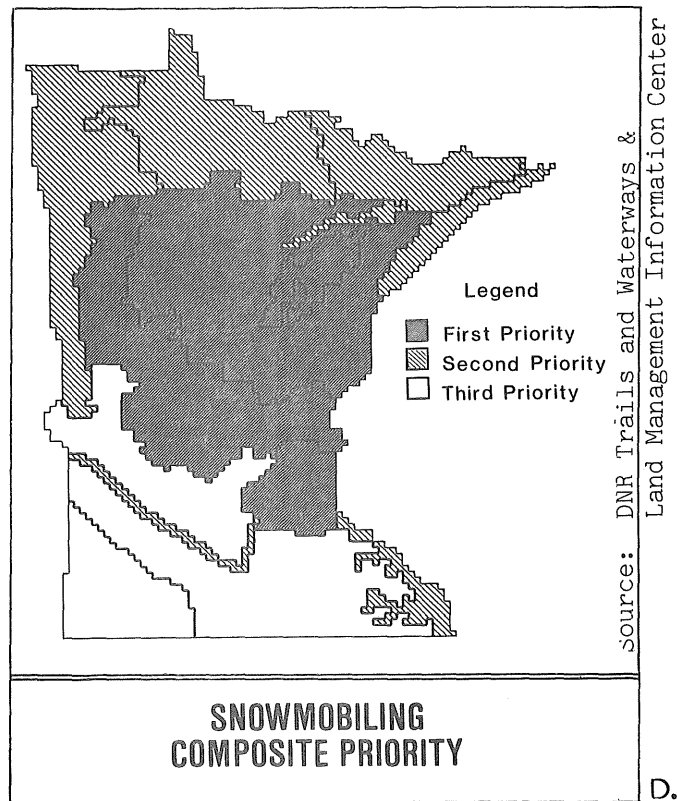 Legend
First Priority
Second Priority
Third Priority
Source: DNR Trails and Waterways &
Land Management Information Center
SNOWMOBILING
COMPOSITE PRIORITY
D.